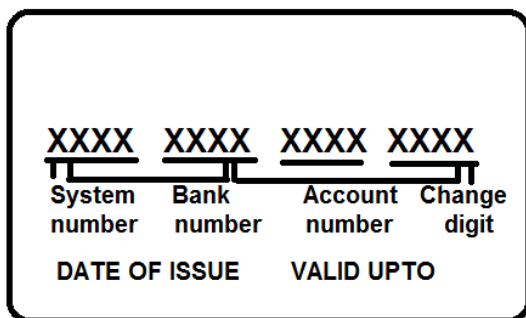 XXXX XXXX XXXX XXXX
System Bank Account Change
number number number digit
DATE OF ISSUE VALID UPTO